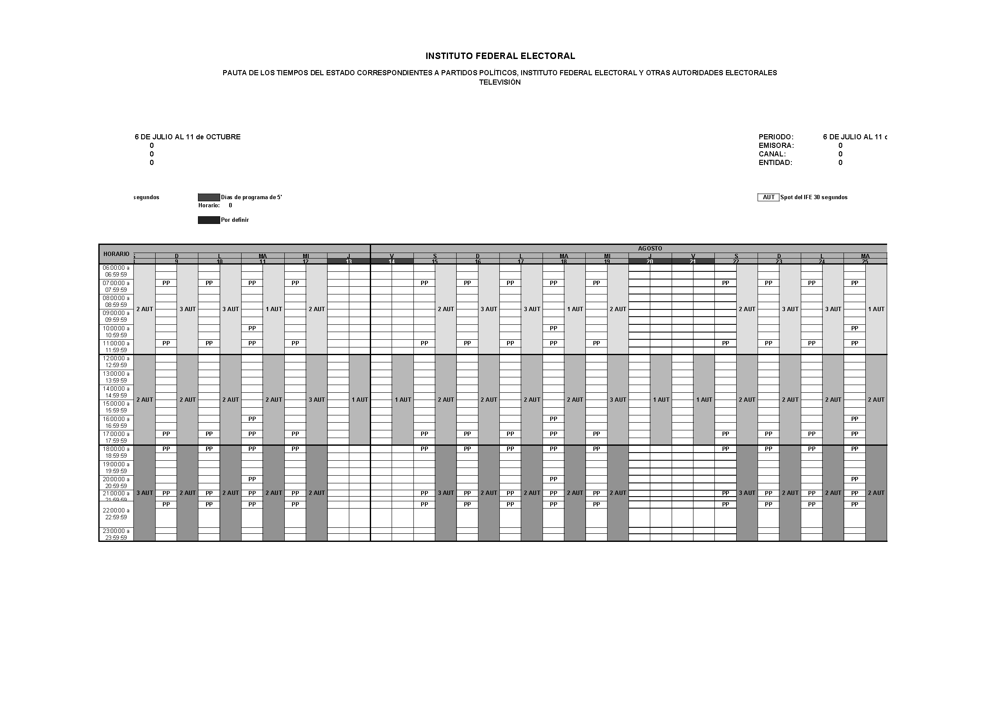 INSTITUTO FEDERAL ELECTORAL
PAUTA DE LOS TIEMPOS DEL ESTADO CORRESPONDIENTES A PARTIDOS POLÍTICOS, INSTITUTO FEDERAL ELECTORAL Y OTRAS AUTORIDADES ELECTORALES
TELEVISIÓN
6 DE JULIO AL 11 de OCTUBRE PERIODO: 6 DE JULIO AL 11
0 EMISORA: 0
0 CANAL: 0
0 ENTIDAD: 0
segundos Días de programa de 5' AUT Spot del IFE 30 segundos
Horario: 0
Por definir
AGOSTO
HORARIO S D L MA MI J V S D L MA MI J V S D L MA
9 10 11 12 13 14 15 16 17 18 19 20 21 22 23 24 25
06:00:00 a
06:59:59
07:00:00 a PP PP PP PP PP PP PP PP PP PP PP PP PP
07:59:59
08:00:00 a
08:59:59
2 AUT 3 AUT 3 AUT 1 AUT 2 AUT 2 AUT 3 AUT 3 AUT 1 AUT 2 AUT 2 AUT 3 AUT 3 AUT 1 AUT
09:00:00 a
09:59:59
10:00:00 a PP PP PP
10:59:59
11:00:00 a PP PP PP PP PP PP PP PP PP PP PP PP PP
11:59:59
12:00:00 a
12:59:59
13:00:00 a
13:59:59
14:00:00 a
14:59:59
2 AUT 2 AUT 2 AUT 2 AUT 3 AUT 1 AUT 1 AUT 2 AUT 2 AUT 2 AUT 2 AUT 3 AUT 1 AUT 1 AUT 2 AUT 2 AUT 2 AUT 2 AUT
15:00:00 a
15:59:59
16:00:00 a PP PP PP
16:59:59
17:00:00 a PP PP PP PP PP PP PP PP PP PP PP PP PP
17:59:59
18:00:00 a PP PP PP PP PP PP PP PP PP PP PP PP PP
18:59:59
19:00:00 a
19:59:59
20:00:00 a PP PP PP
20:59:59
21:00:00 a 3 AUT PP 2 AUT PP 2 AUT PP 2 AUT PP 2 AUT PP 3 AUT PP 2 AUT PP 2 AUT PP 2 AUT PP 2 AUT PP 3 AUT PP 2 AUT PP 2 AUT PP 2 AUT
21:59:59
PP PP PP PP PP PP PP PP PP PP PP PP PP
22:00:00 a
22:59:59
23:00:00 a
23:59:59